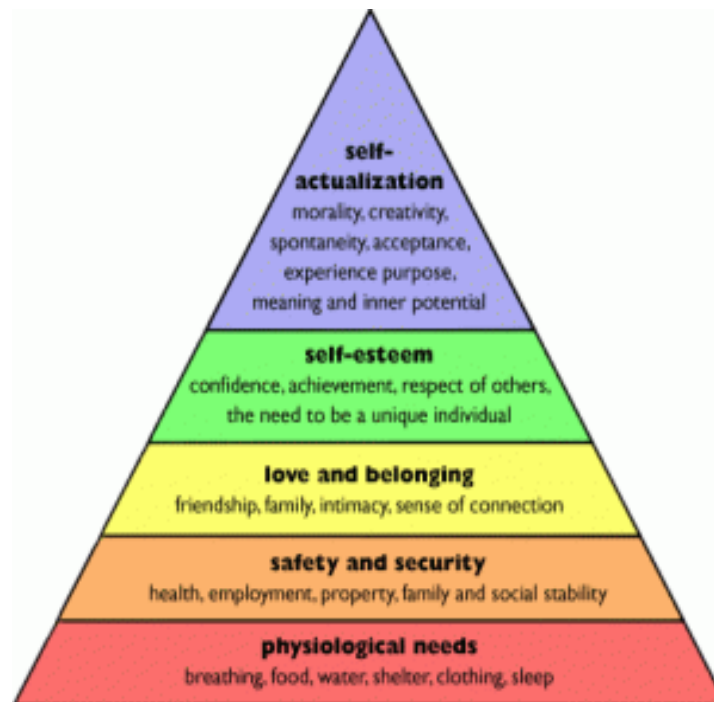 self-
actualization
morality, creativity,
spontaneity, acceptance,
experience purpose,
meaning and inner potential
self-esteem
confidence, achievement, respect of others,
the need to be a unique individual
love and belonging
friendship, family, intimacy, sense of connection
safety and security
health, employment, property, family and social stability
physiological needs
breathing, food, water, shelter, clothing, sleep